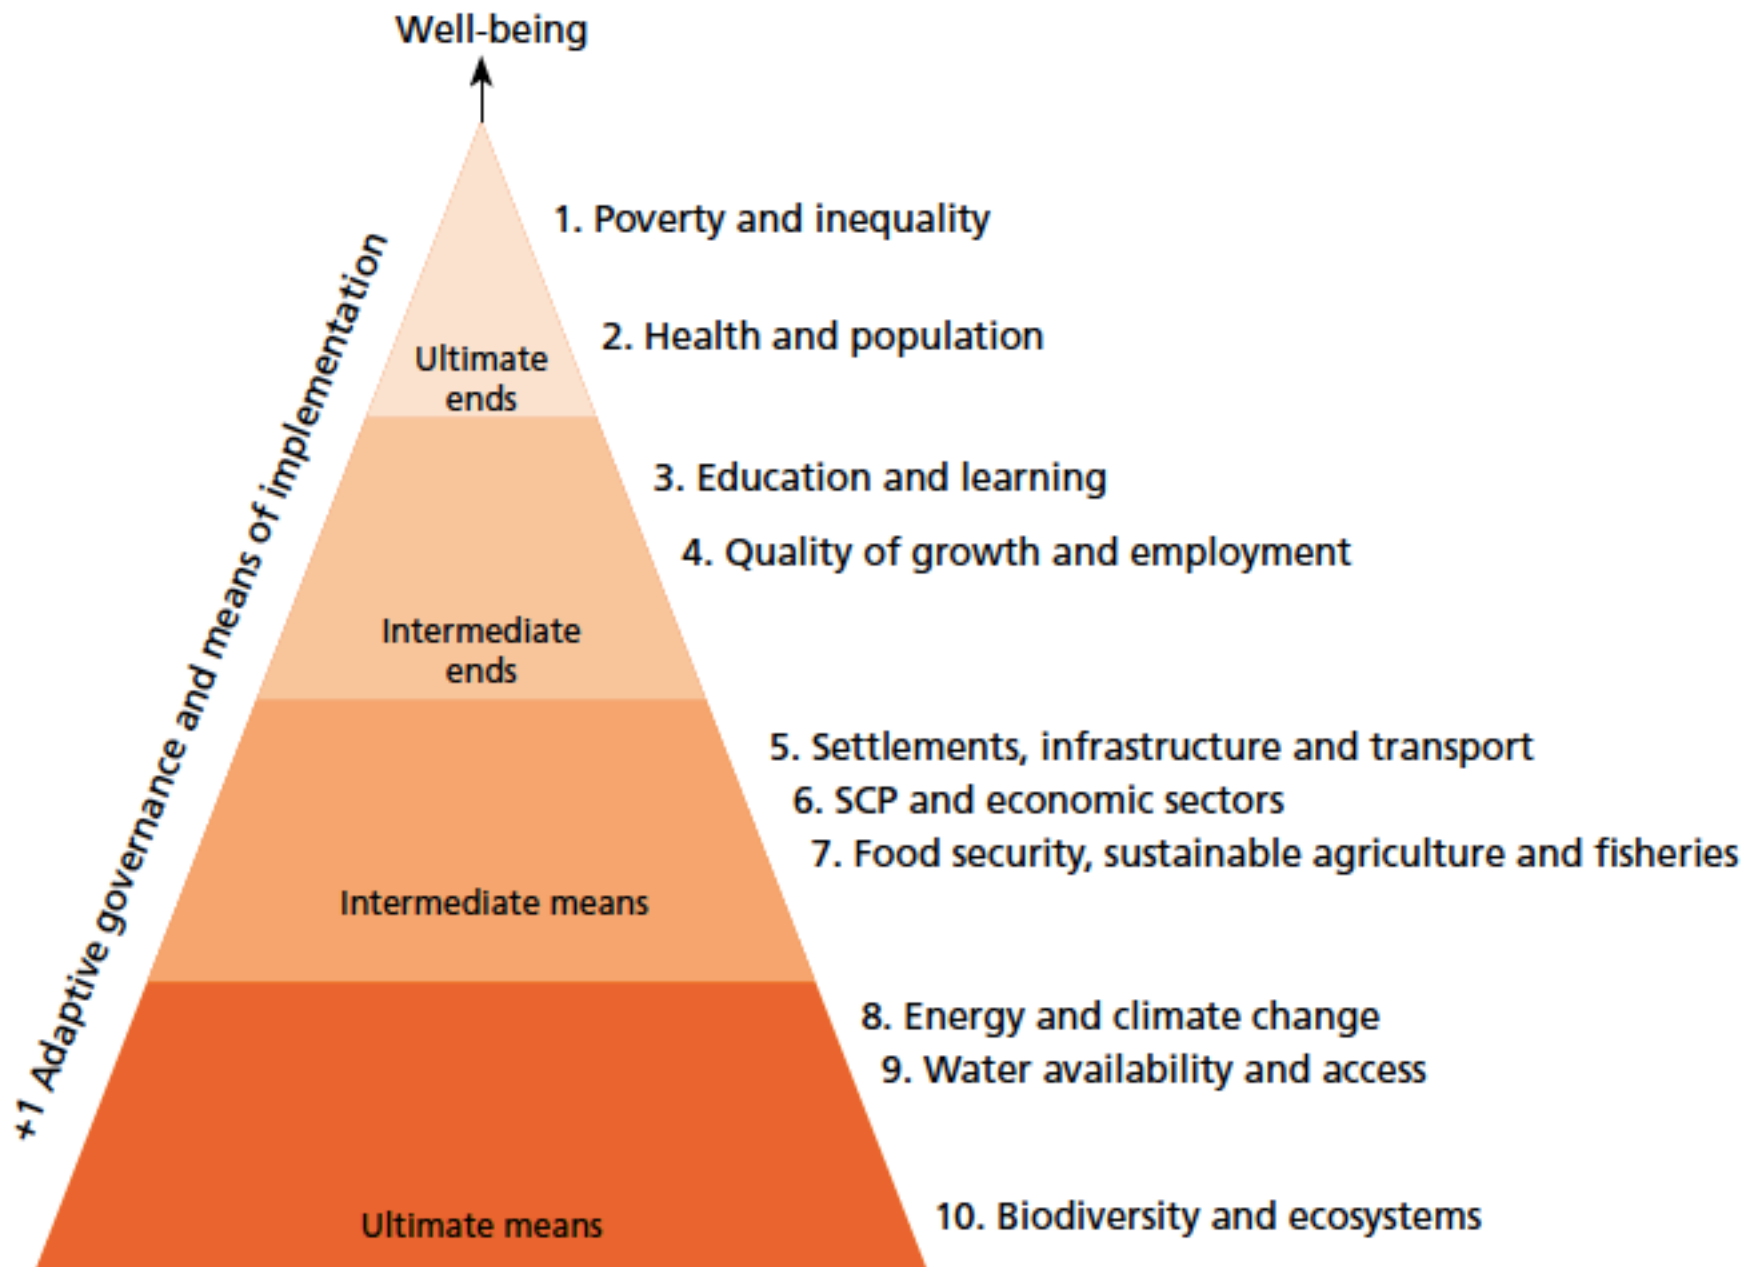 Well-being
1. Poverty and inequality
2. Health and population
Ultimate
ends
3. Education and learning
4. Quality of growth and employment
Intermediate
ends
5. Settlements, infrastructure and transport
6. SCP and economic sectors
7. Food security, sustainable agriculture and fisheries
Intermediate means
8. Energy and climate change
9. Water availability and access
10. Biodiversity and ecosystems
Ultimate means
+1 Adaptive governance and means of implementation